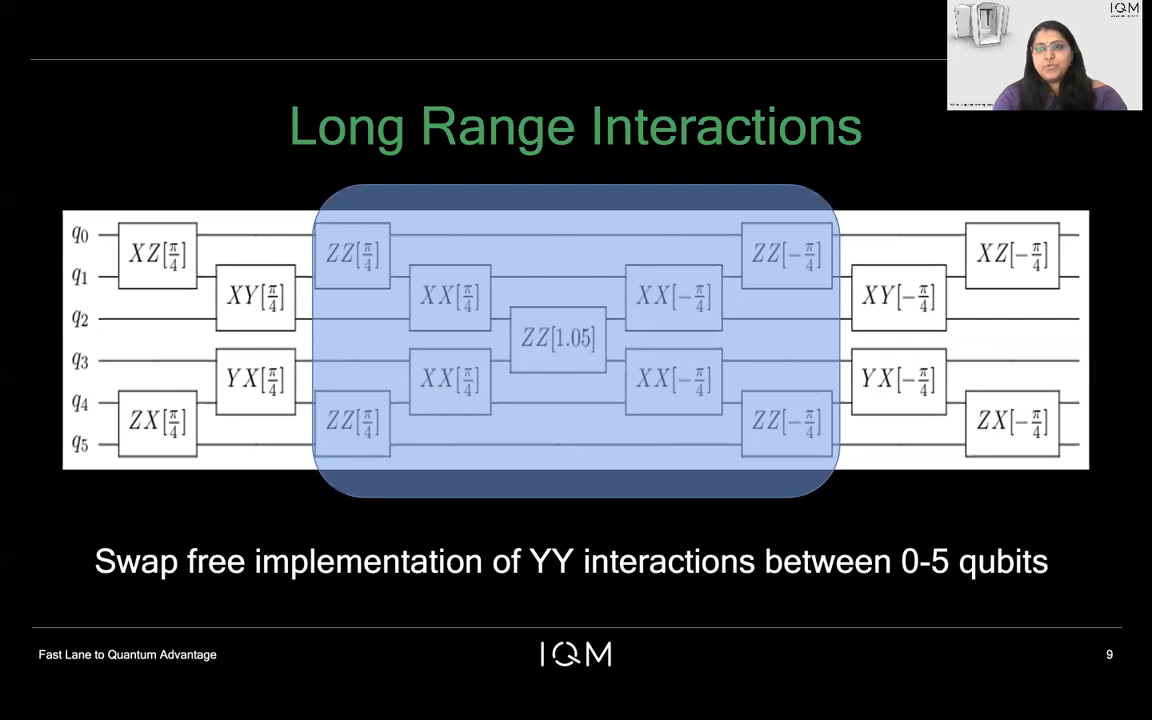 IQM
Long Range Interactions
q0 XZ[π/4] ZZ[π/4] ZZ[-π/4] XZ[-π/4]
q1 XY[π/4] XX[π/4] XX[-π/4] XY[-π/4]
q2 ZZ[1.05]
q3 YX[π/4] XX[π/4] XX[-π/4] YX[-π/4]
q4 ZX[π/4] ZZ[π/4] ZZ[-π/4] ZX[-π/4]
q5
Swap free implementation of YY interactions between 0-5 qubits
Fast Lane to Quantum Advantage
IQM
9